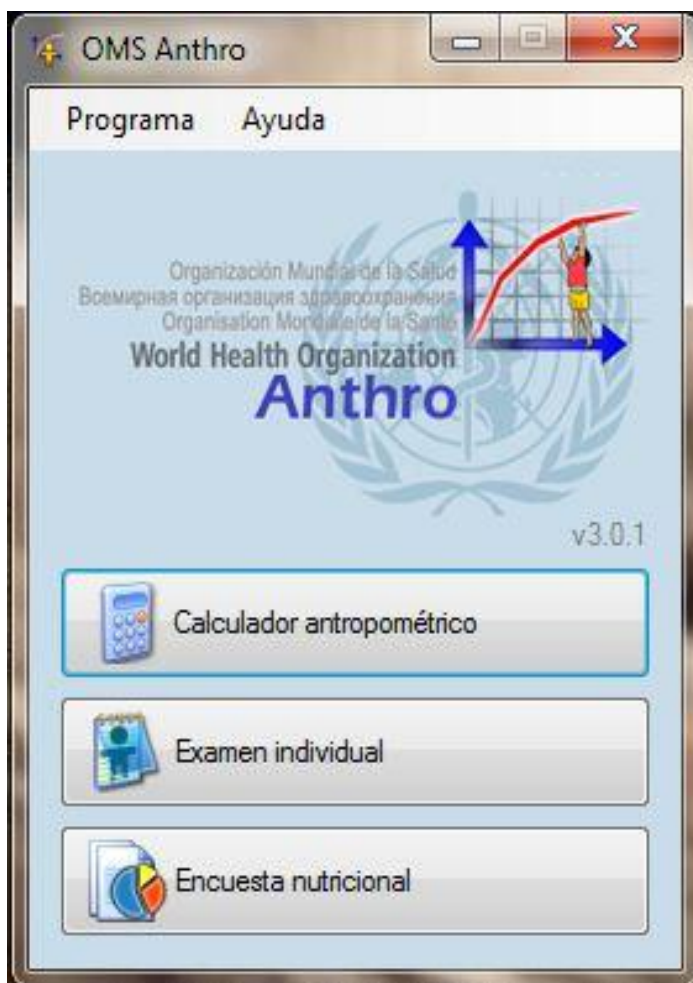 OMS Anthro
Programa Ayuda
Organización Mundial de la Salud
Всемирная организация здравоохранения
Organisation Mondiale de la Santé
World Health Organization
Anthro
v3.0.1
Calculador antropométrico
Examen individual
Encuesta nutricional